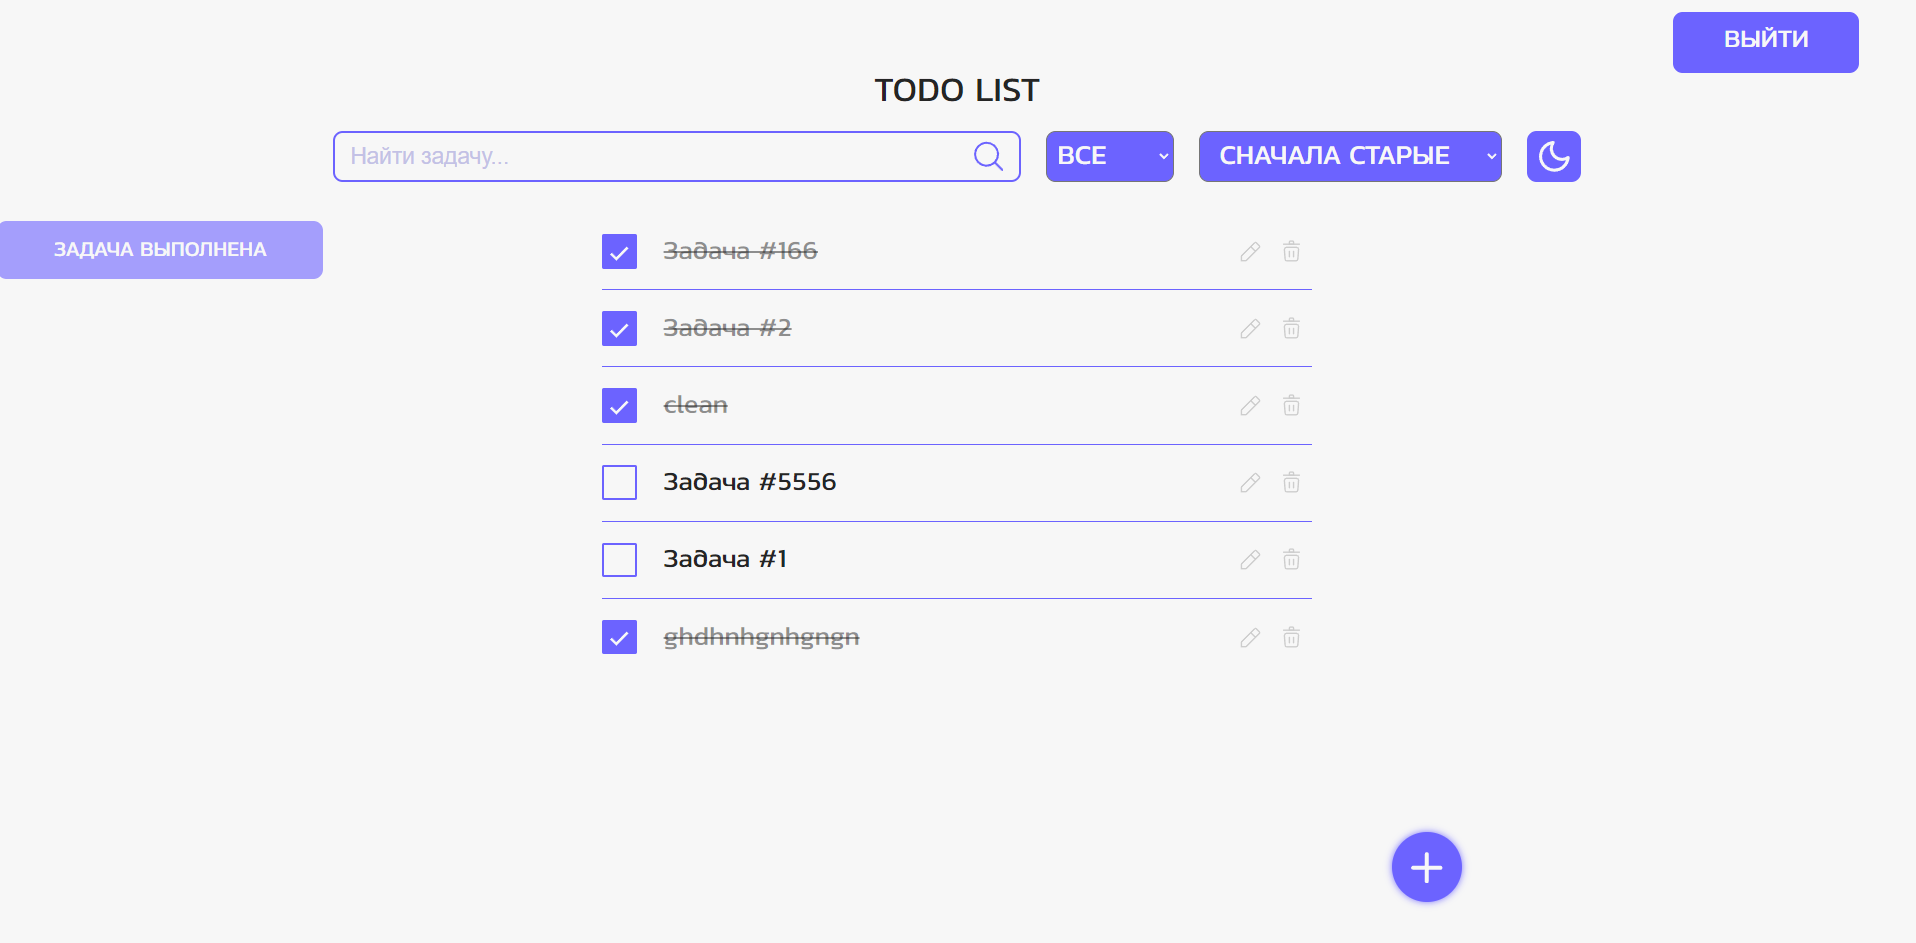 ВЫЙТИ
TODO LIST
Найти задачу...
ВСЕ
СНАЧАЛА СТАРЫЕ
ЗАДАЧА ВЫПОЛНЕНА
Задача #166
Задача #2
clean
Задача #5556
Задача #1
ghdhnhgnhgngn